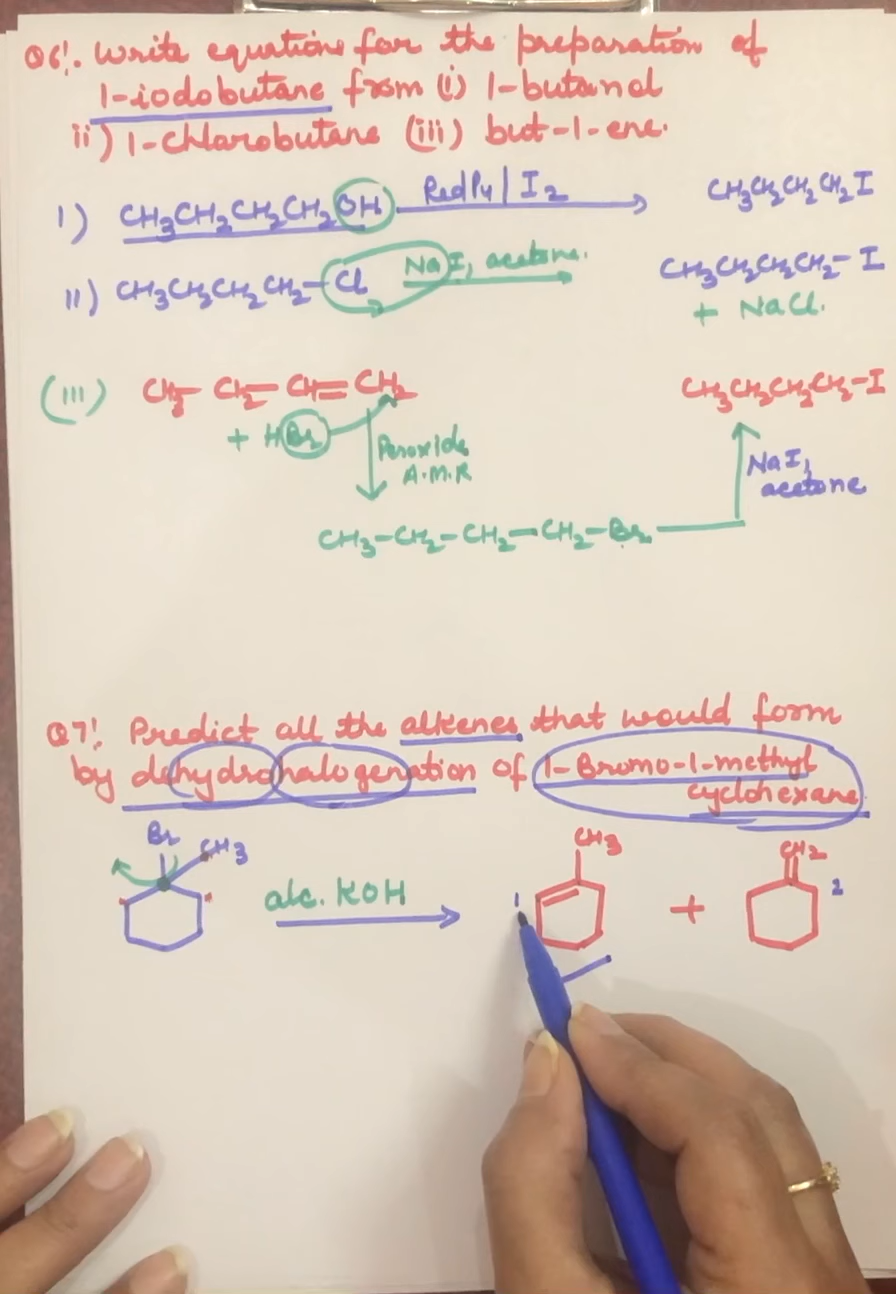 Q6!. Write equations for the preparation of
1-iodobutane from (i) 1-butanol
ii) 1-chlorobutane (iii) but-1-ene.
i) CH3CH2CH2CH2OH Red P4 | I2 CH3CH2CH2CH2I
ii) CH3CH2CH2CH2-Cl NaI, acetone. CH3CH2CH2CH2-I
+ NaCl.
(iii) CH3-CH2-CH=CH2 CH3CH2CH2CH2-I
+ HBr Peroxide
A.M.R
NaI,
acetone
CH3-CH2-CH2-CH2-Br
Q7!. Predict all the alkenes that would form
by dehydrohalogenation of 1-Bromo-1-methyl
cyclohexane.
Br CH3 alc. KOH CH3 + CH2
1 2